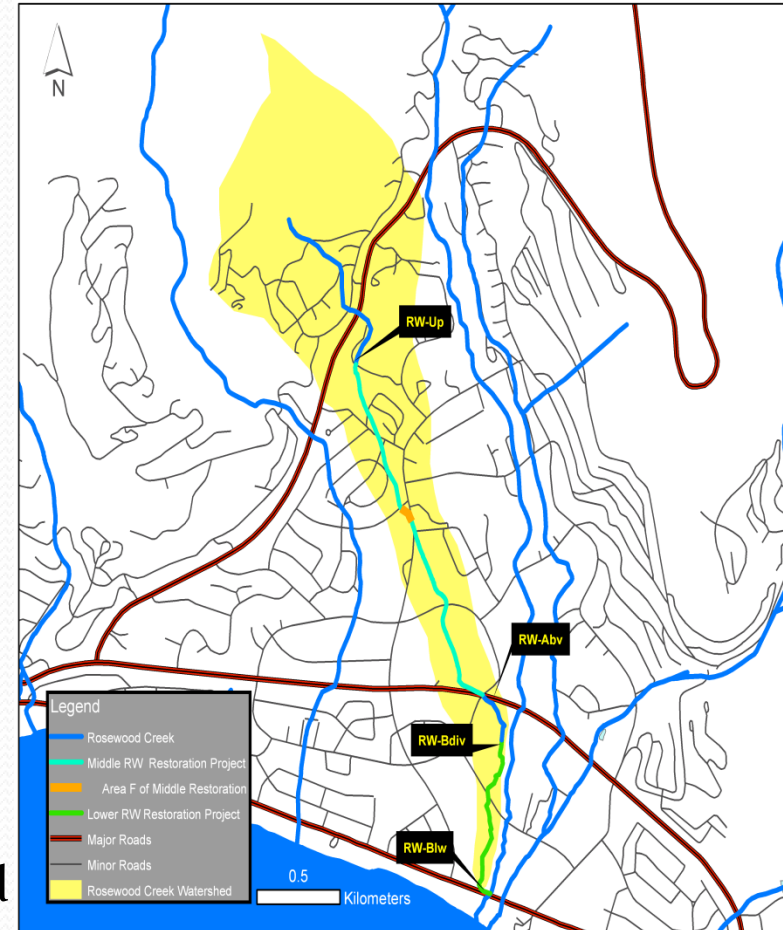 N
RW-Up
RW-Abv
RW-Bdiv
RW-Blw
Legend
Rosewood Creek
Middle RW Restoration Project
Area F of Middle Restoration
Lower RW Restoration Project
Major Roads
Minor Roads
Rosewood Creek Watershed
0.5
Kilometers